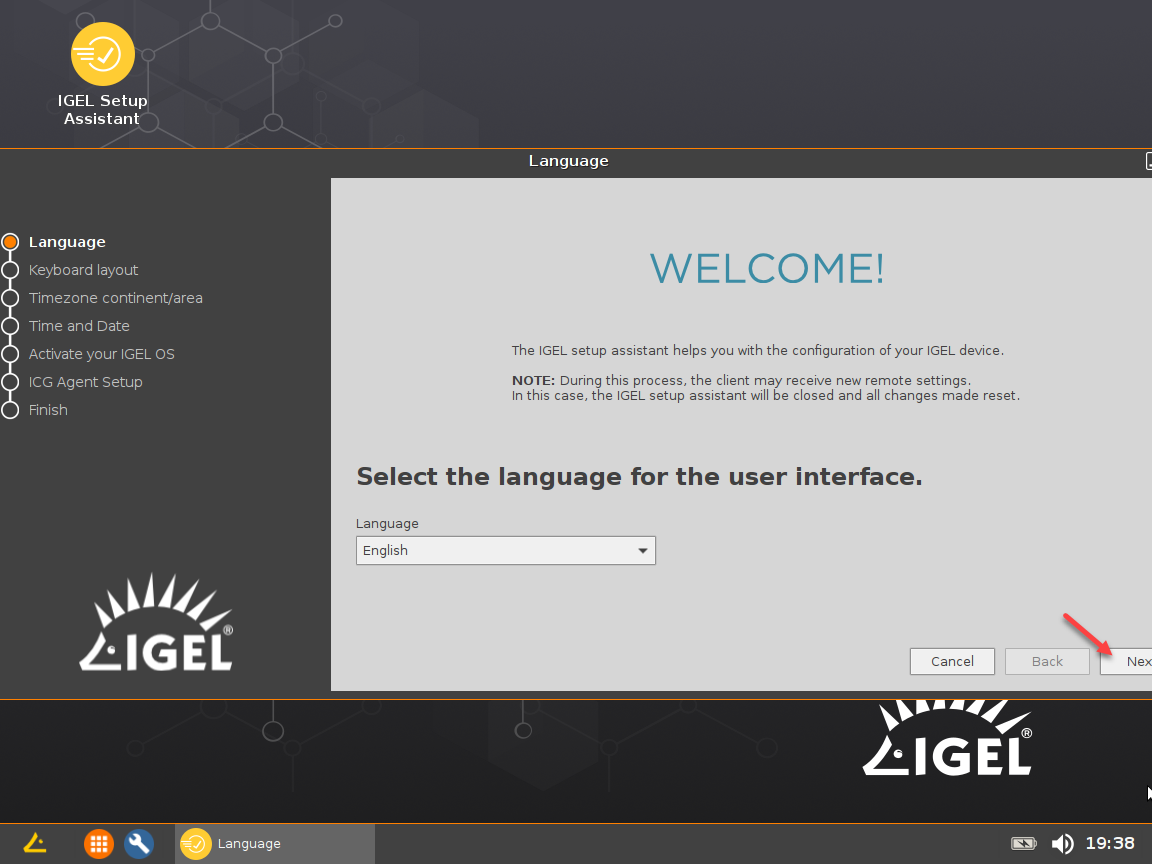 IGEL Setup
Assistant
Language
Language
Keyboard layout
Timezone continent/area
Time and Date
Activate your IGEL OS
ICG Agent Setup
Finish
WELCOME!
The IGEL setup assistant helps you with the configuration of your IGEL device.
NOTE: During this process, the client may receive new remote settings.
In this case, the IGEL setup assistant will be closed and all changes made reset.
Select the language for the user interface.
Language
English
IGEL®
Cancel
Back
Nex
IGEL®
Language
19:38